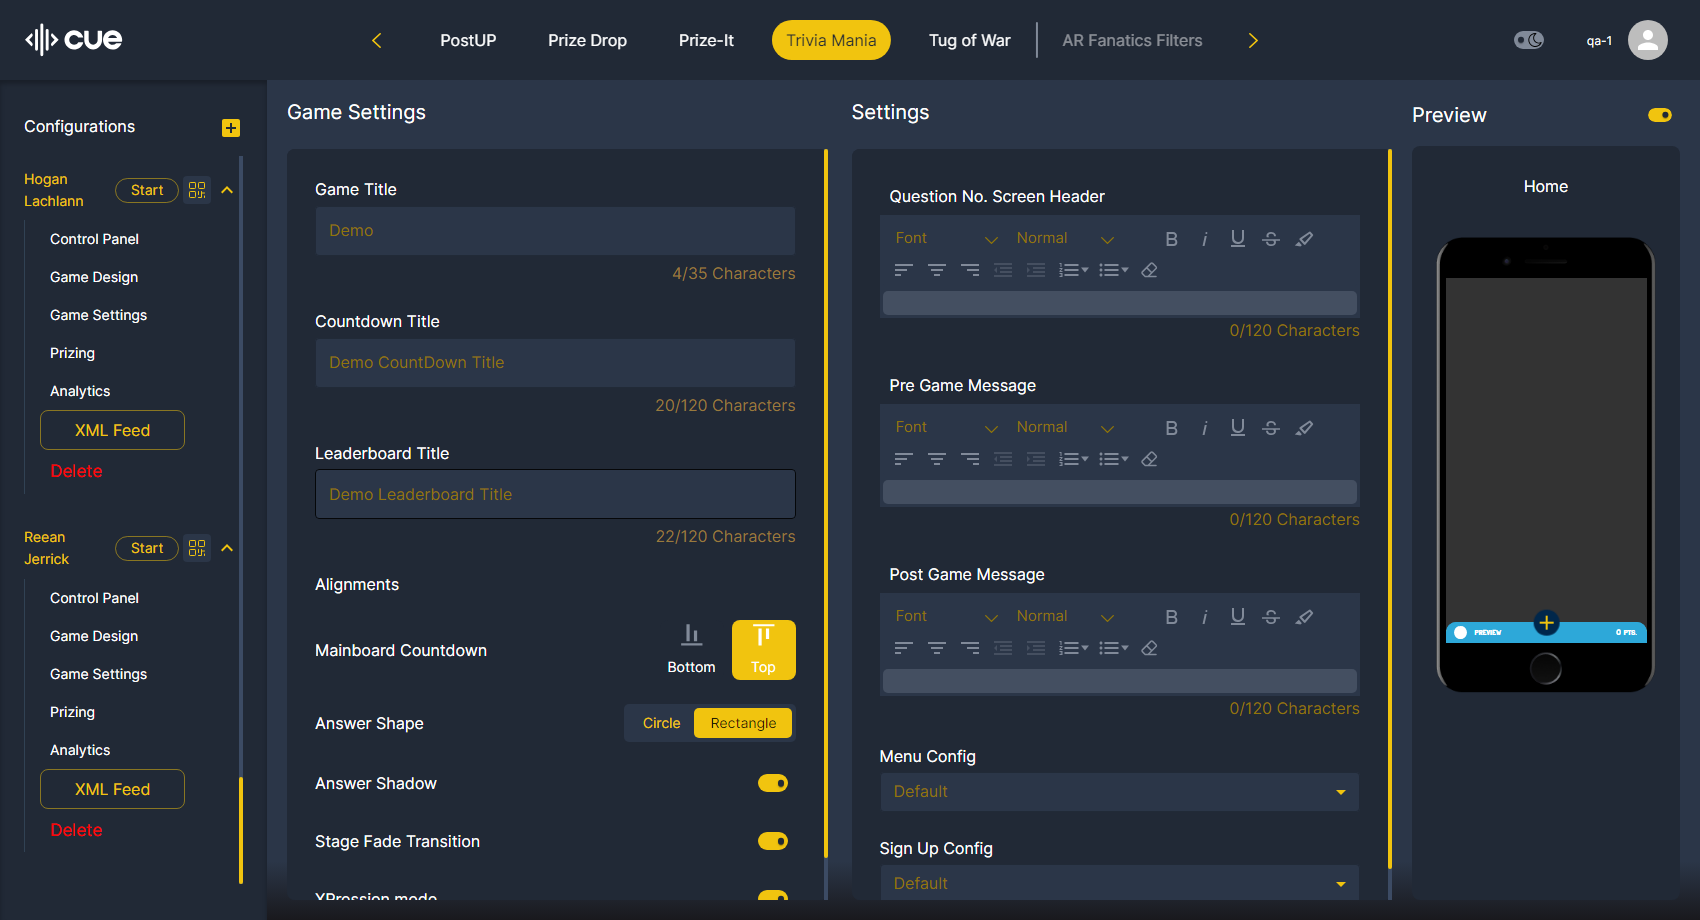 cue
PostUP
Prize Drop
Prize-It
Trivia Mania
Tug of War
AR Fanatics Filters
qa-1
Configurations
Hogan
Lachlann
Start
Control Panel
Game Design
Game Settings
Prizing
Analytics
XML Feed
Delete
Reean
Jerrick
Start
Control Panel
Game Design
Game Settings
Prizing
Analytics
XML Feed
Delete
Game Settings
Game Title
Demo
4/35 Characters
Countdown Title
Demo CountDown Title
20/120 Characters
Leaderboard Title
Demo Leaderboard Title
22/120 Characters
Alignments
Mainboard Countdown
Bottom
Top
Answer Shape
Circle
Rectangle
Answer Shadow
Stage Fade Transition
XPression mode
Settings
Question No. Screen Header
Font
Normal
0/120 Characters
Pre Game Message
Font
Normal
0/120 Characters
Post Game Message
Font
Normal
0/120 Characters
Menu Config
Default
Sign Up Config
Default
Preview
Home
PREVIEW
0 PTS.